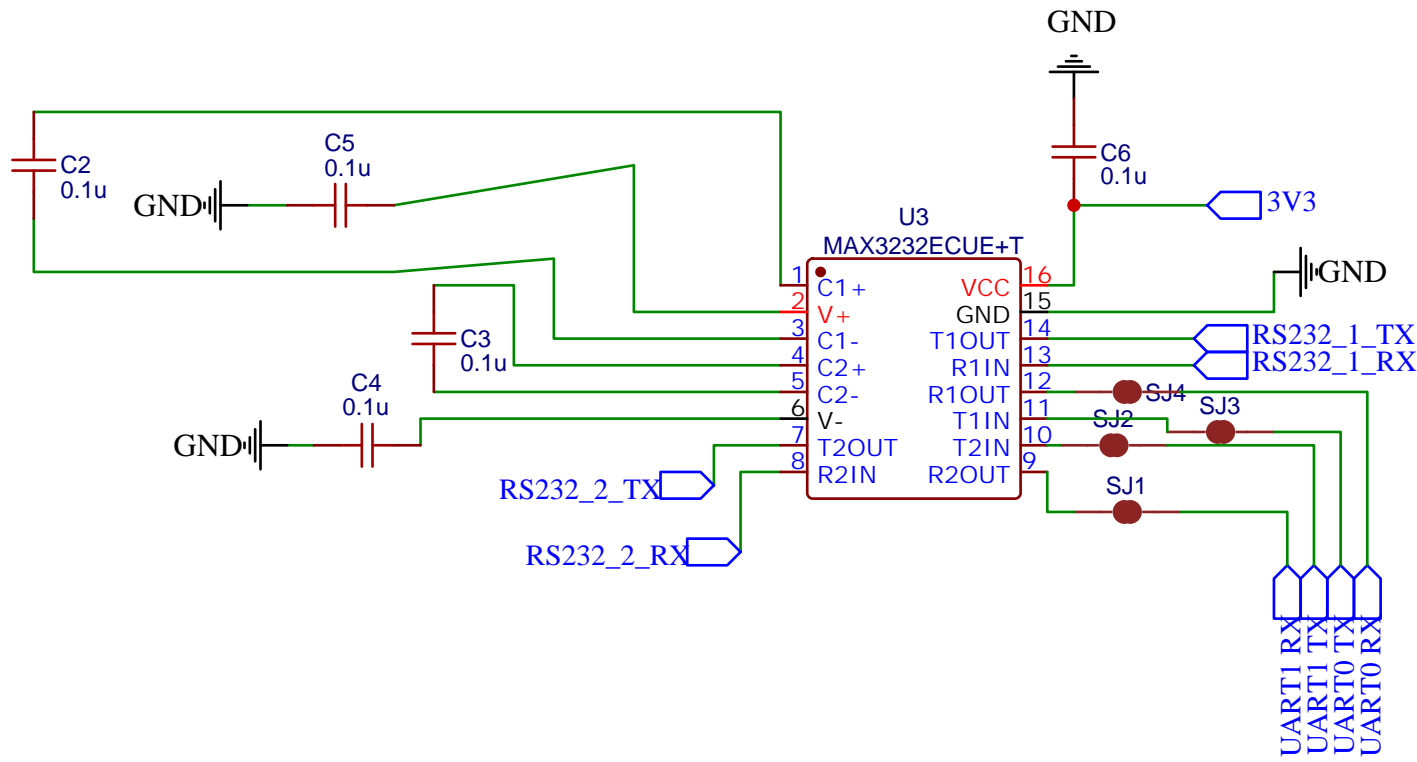 GND
C2
0.1u
C5
0.1u
GND
C6
0.1u
3V3
U3
MAX3232ECUE+T
GND
1
C1+
2
V+
3
C1-
4
C2+
5
C2-
6
V-
7
T2OUT
8
R2IN
16
VCC
15
GND
14
T1OUT
13
R1IN
12
R1OUT
11
T1IN
10
T2IN
9
R2OUT
C3
0.1u
C4
0.1u
GND
RS232_1_TX
RS232_1_RX
SJ4
SJ3
SJ2
SJ1
RS232_2_TX
RS232_2_RX
UART1 RX
UART1 TX
UART0 TX
UART0 RX